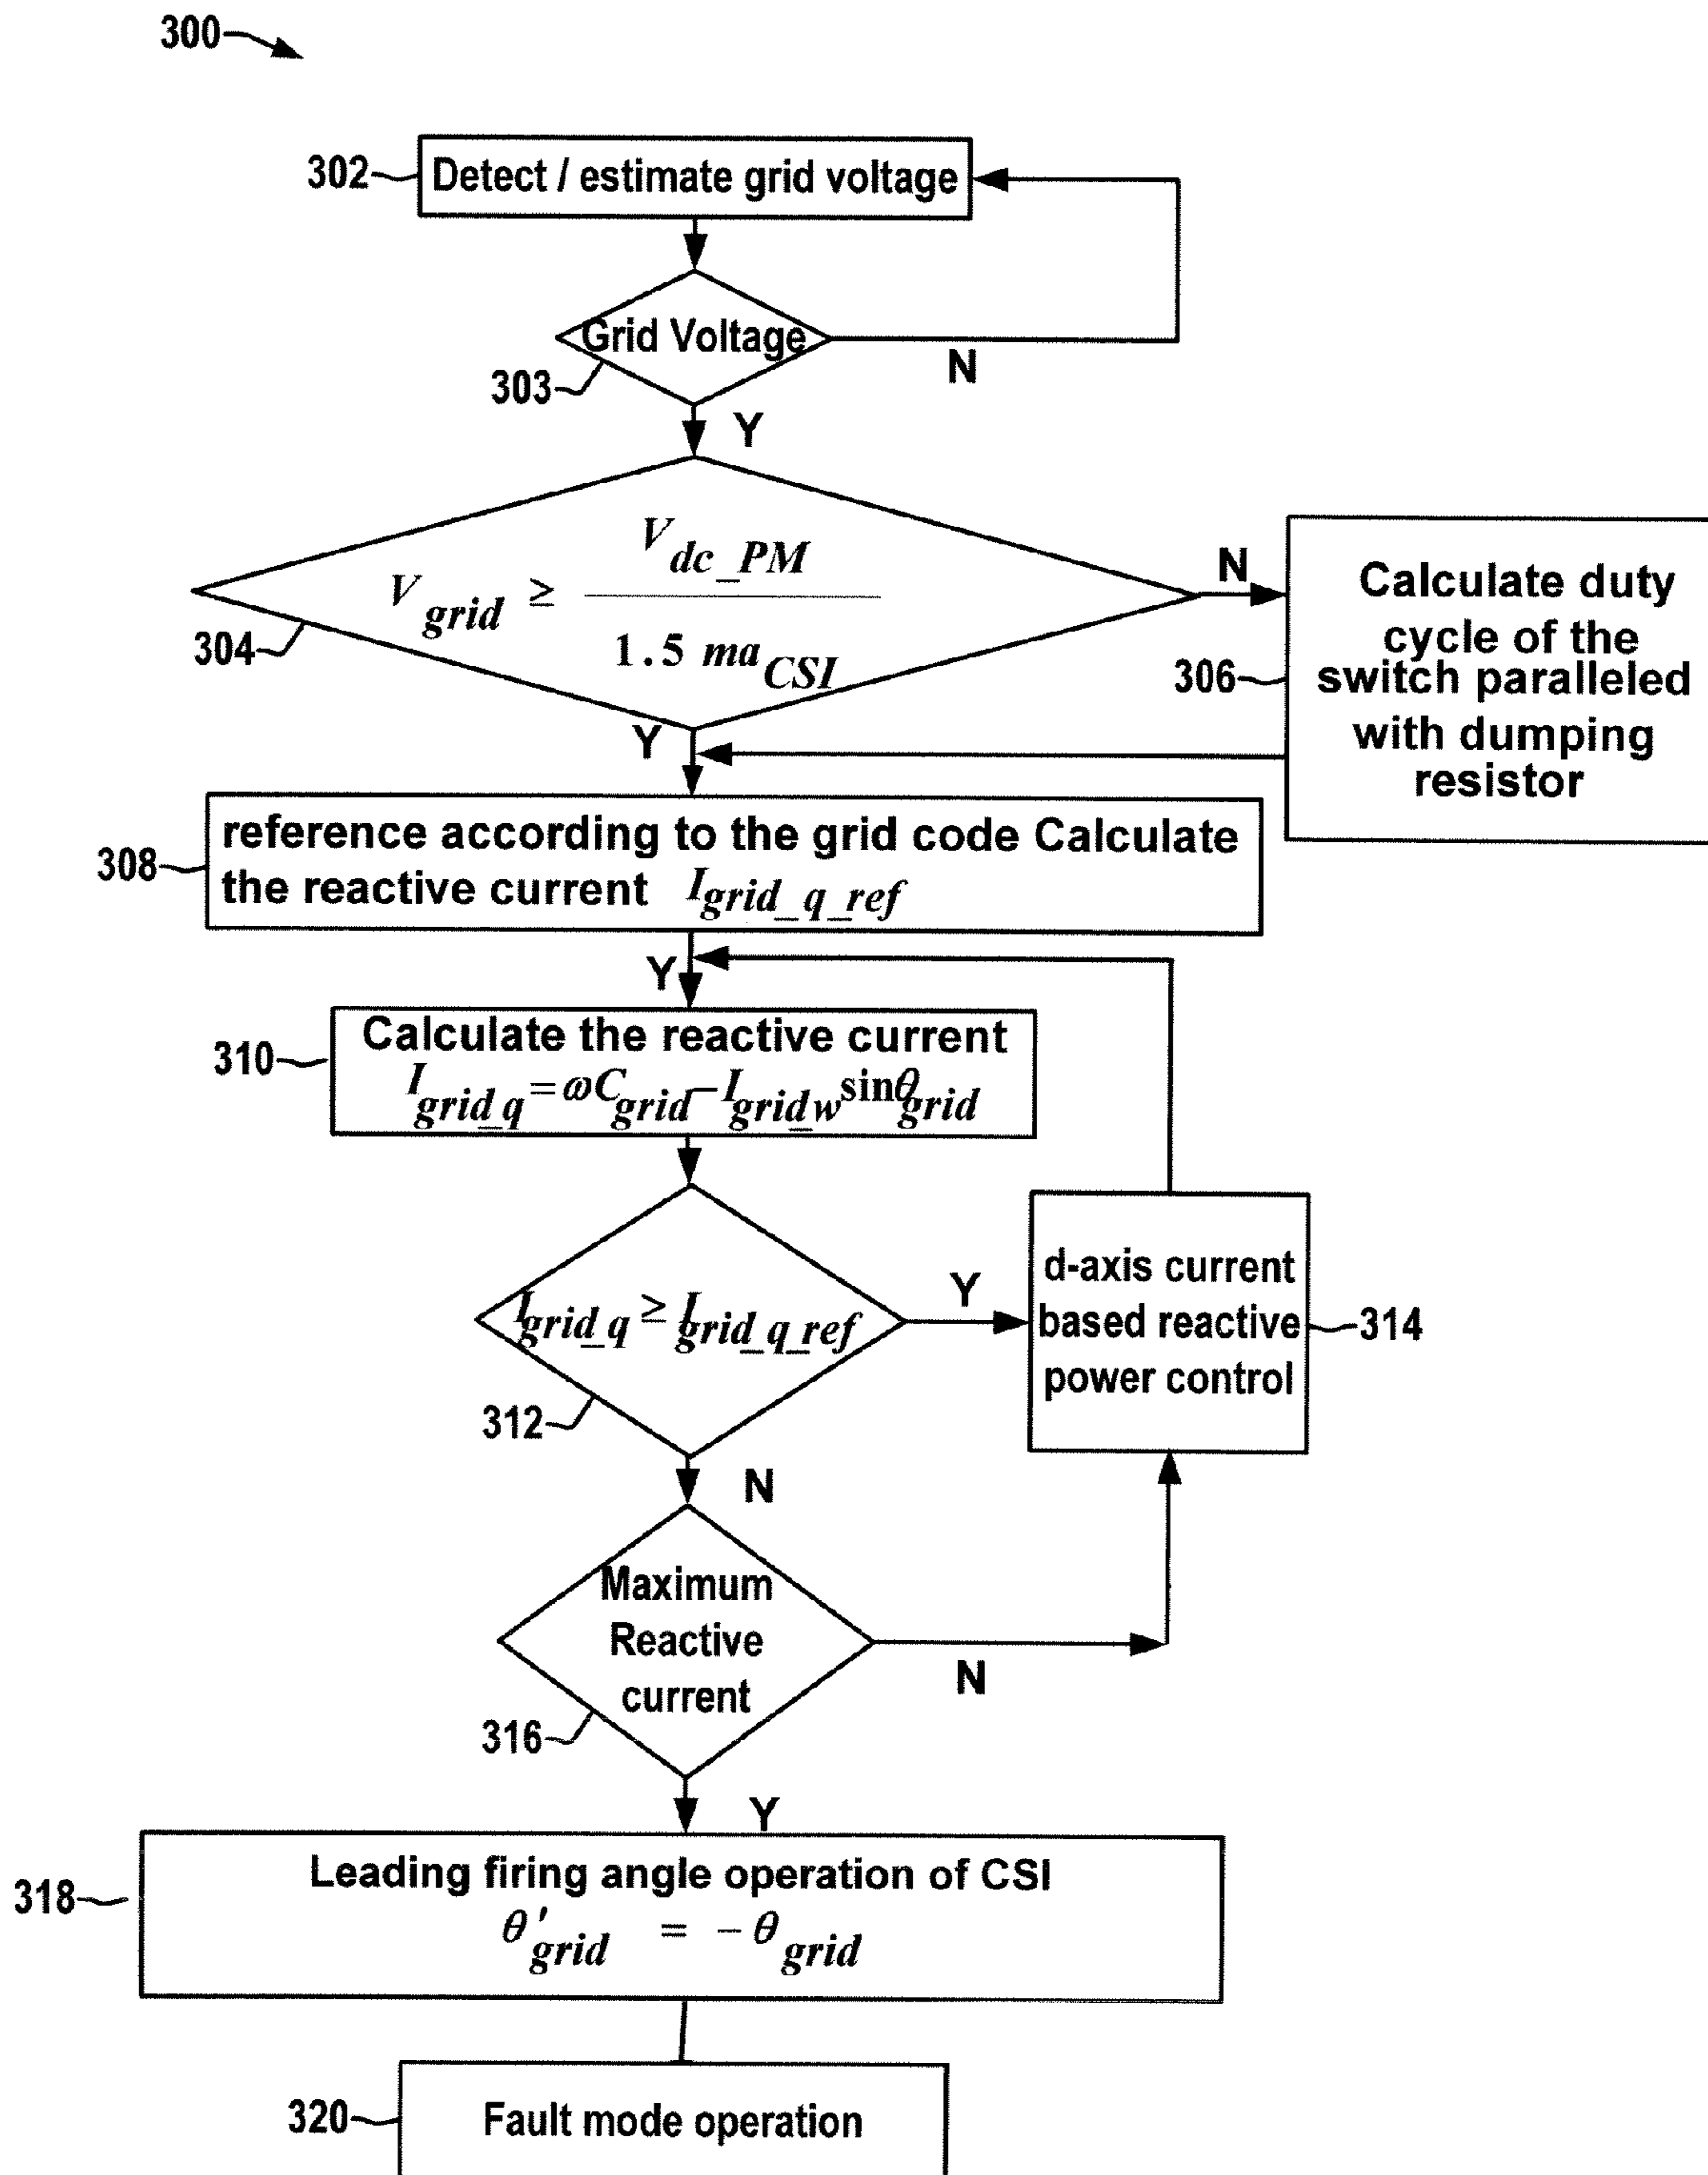 300
302
Detect / estimate grid voltage
Grid Voltage
303
N
Y
V_grid ≥ V_dc_PM / 1.5 ma_CSI
304
N
306
Calculate duty
cycle of the
switch paralleled
with dumping
resistor
Y
308
reference according to the grid code Calculate
the reactive current I_grid_q_ref
Y
310
Calculate the reactive current
I_grid_q = ωC_grid − I_grid_w sinθ_grid
I_grid_q ≥ I_grid_q_ref
312
Y
d-axis current
based reactive
power control
314
N
Maximum
Reactive
current
316
N
Y
318
Leading firing angle operation of CSI
θ'_grid = − θ_grid
320
Fault mode operation